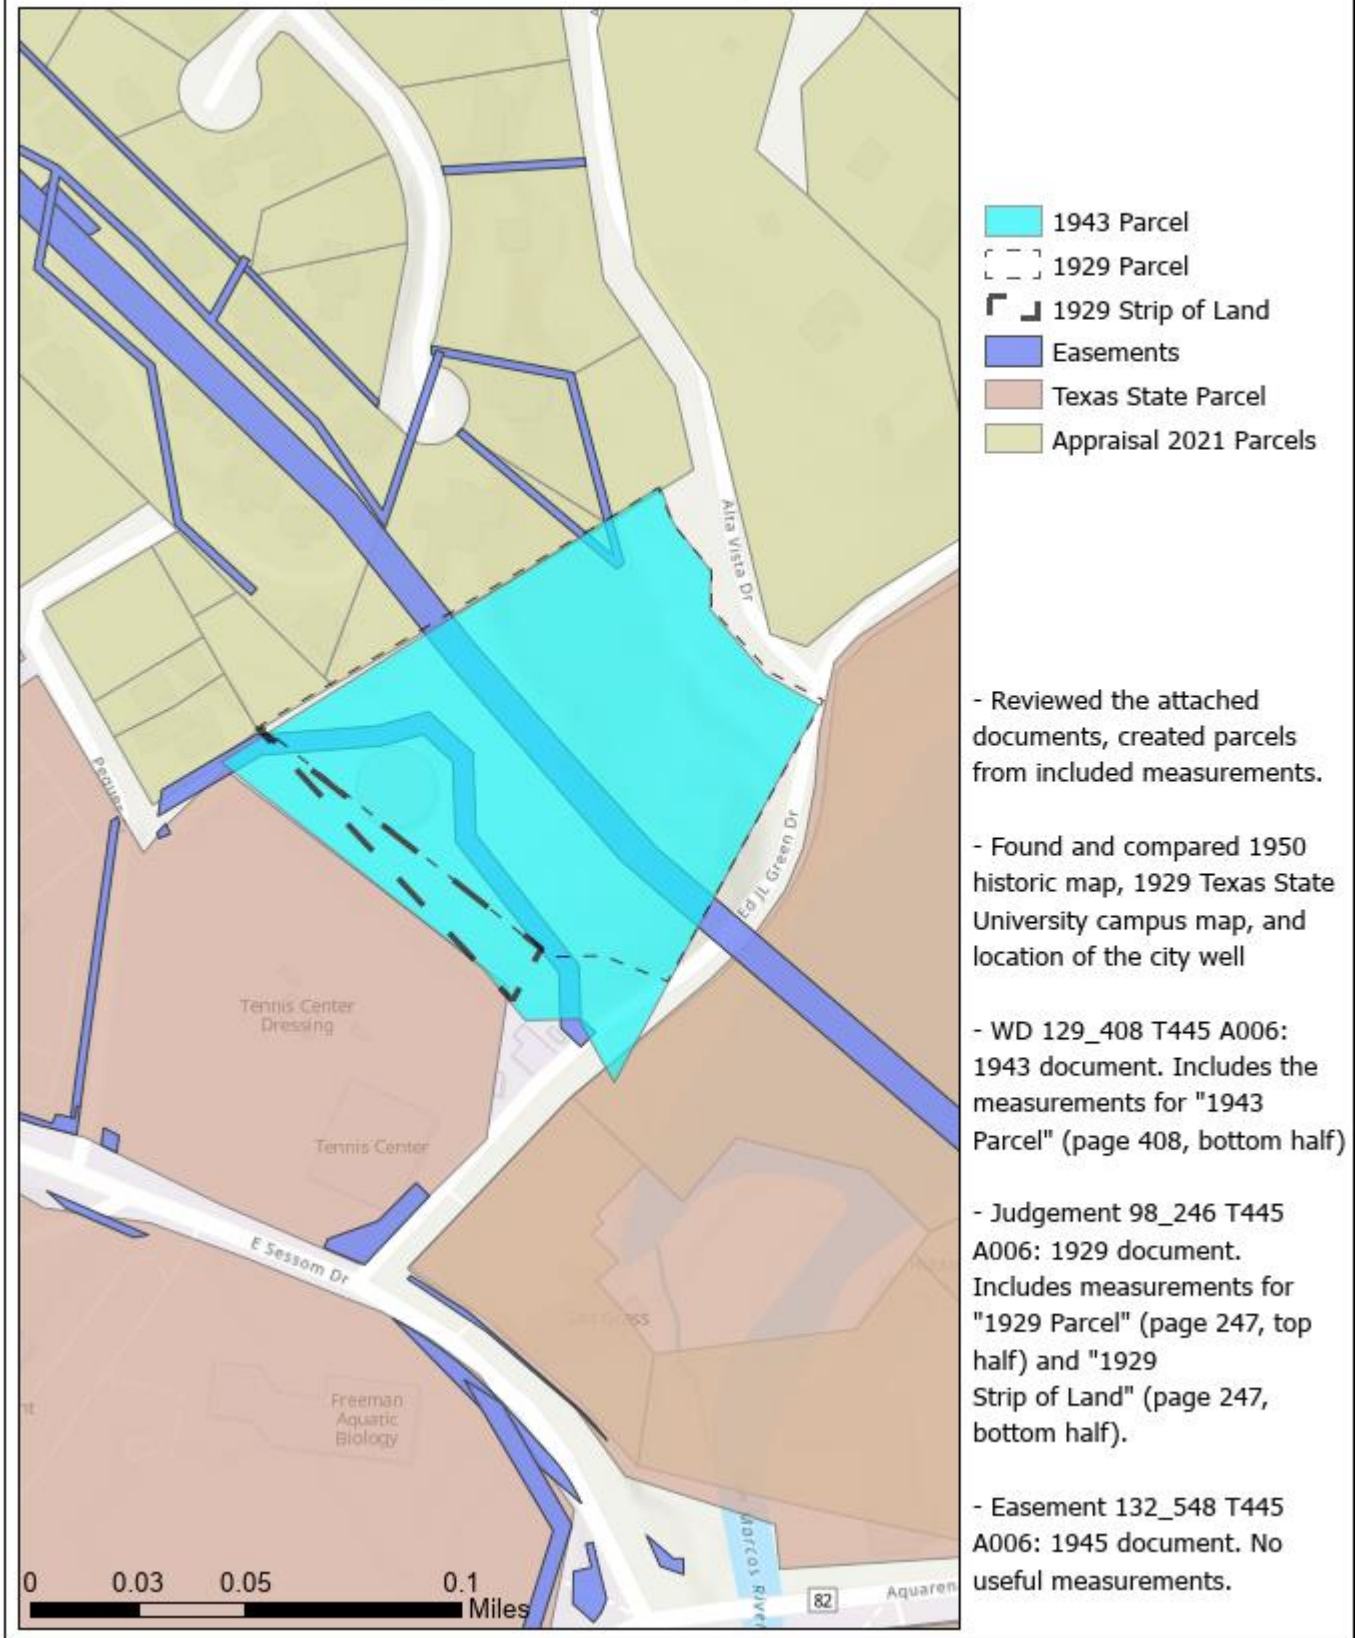 1943 Parcel
1929 Parcel
1929 Strip of Land
Easements
Texas State Parcel
Appraisal 2021 Parcels
Alta Vista Dr
- Reviewed the attached
documents, created parcels
from included measurements.
- Found and compared 1950
historic map, 1929 Texas State
University campus map, and
location of the city well
- WD 129_408 T445 A006:
1943 document. Includes the
measurements for "1943
Parcel" (page 408, bottom half)
- Judgement 98_246 T445
A006: 1929 document.
Includes measurements for
"1929 Parcel" (page 247, top
half) and "1929
Strip of Land" (page 247,
bottom half).
- Easement 132_548 T445
A006: 1945 document. No
useful measurements.
Ed JL Green Dr
Tennis Center
Dressing
Tennis Center
E Sessom Dr
Freeman
Aquatic
Biology
Marcos River
82
Aquaren
0 0.03 0.05 0.1
Miles